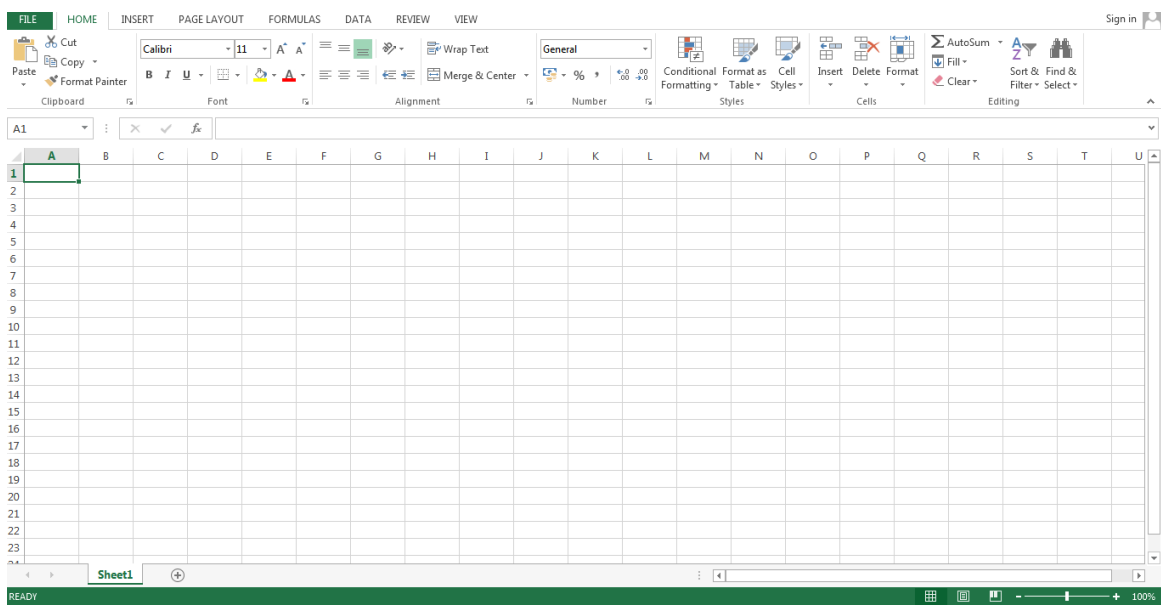 FILE HOME INSERT PAGE LAYOUT FORMULAS DATA REVIEW VIEW Sign in
Cut
Copy
Format Painter
Paste
Clipboard
Calibri 11
B I U
Font
Wrap Text
Merge & Center
Alignment
General
% ,
Number
Conditional Formatting
Format as Table
Cell Styles
Styles
Insert Delete Format
Cells
AutoSum
Fill
Clear
Sort & Filter
Find & Select
Editing
A1 fx
A B C D E F G H I J K L M N O P Q R S T U
1
2
3
4
5
6
7
8
9
10
11
12
13
14
15
16
17
18
19
20
21
22
23
Sheet1
READY 100%